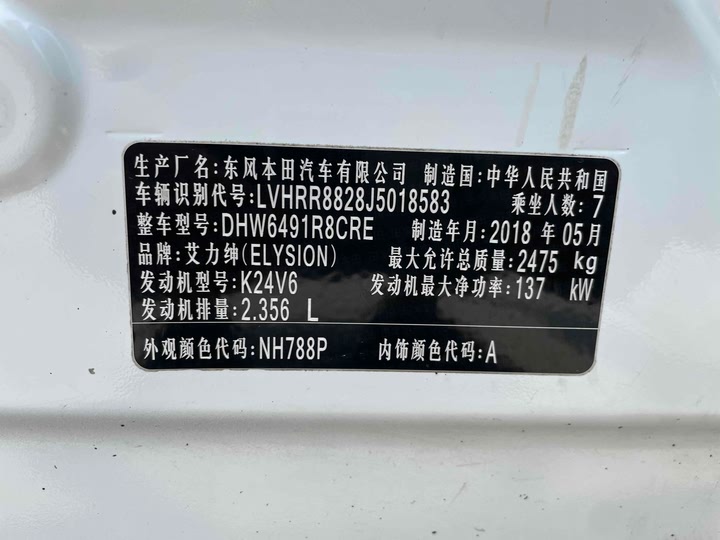 生产厂名:东风本田汽车有限公司 制造国:中华人民共和国
车辆识别代号:LVHRR8828J5018583 乘坐人数:7
整车型号:DHW6491R8CRE 制造年月:2018 年 05月
品牌:艾力绅(ELYSION) 最大允许总质量:2475 kg
发动机型号:K24V6 发动机最大净功率:137 kW
发动机排量:2.356 L
外观颜色代码:NH788P 内饰颜色代码:A